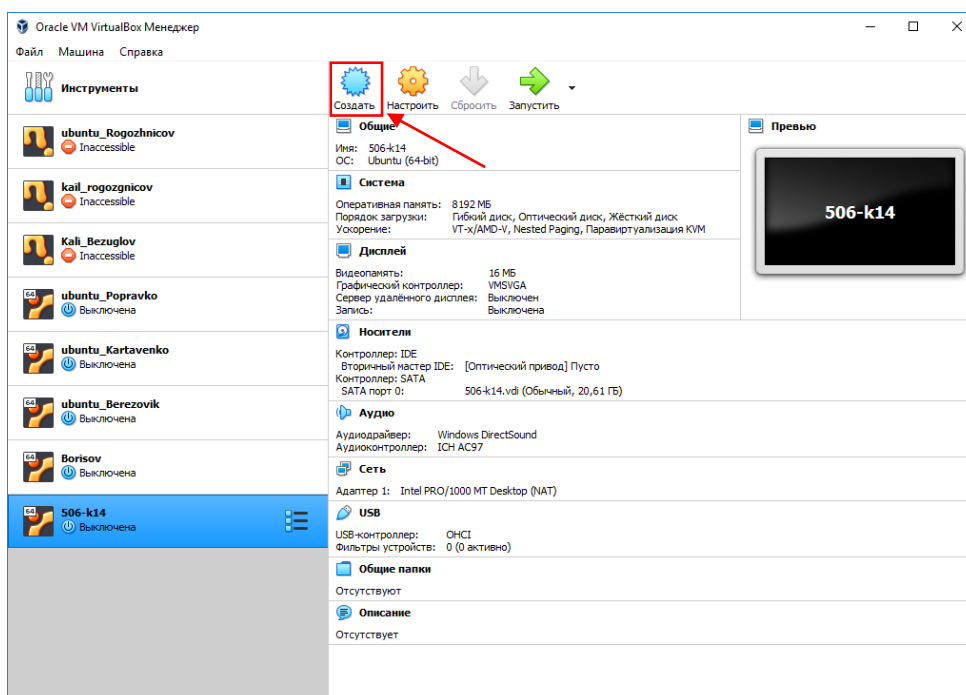 Oracle VM VirtualBox Менеджер
Файл Машина Справка
Инструменты
Создать Настроить Сбросить Запустить
ubuntu_Rogozhnicov
Inaccessible
kail_rogozgnicov
Inaccessible
Kali_Bezuglov
Inaccessible
64
ubuntu_Popravko
Выключена
64
ubuntu_Kartavenko
Выключена
64
ubuntu_Berezovik
Выключена
64
Borisov
Выключена
64
506-k14
Выключена
Общие
Имя: 506-k14
ОС: Ubuntu (64-bit)
Система
Оперативная память: 8192 МБ
Порядок загрузки: Гибкий диск, Оптический диск, Жёсткий диск
Ускорение: VT-x/AMD-V, Nested Paging, Паравиртуализация KVM
Дисплей
Видеопамять: 16 МБ
Графический контроллер: VMSVGA
Сервер удалённого дисплея: Выключен
Запись: Выключена
Превью
506-k14
Носители
Контроллер: IDE
Вторичный мастер IDE: [Оптический привод] Пусто
Контроллер: SATA
SATA порт 0: 506-k14.vdi (Обычный, 20,61 ГБ)
Аудио
Аудиодрайвер: Windows DirectSound
Аудиоконтроллер: ICH AC97
Сеть
Адаптер 1: Intel PRO/1000 MT Desktop (NAT)
USB
USB-контроллер: OHCI
Фильтры устройств: 0 (0 активно)
Общие папки
Отсутствуют
Описание
Отсутствует